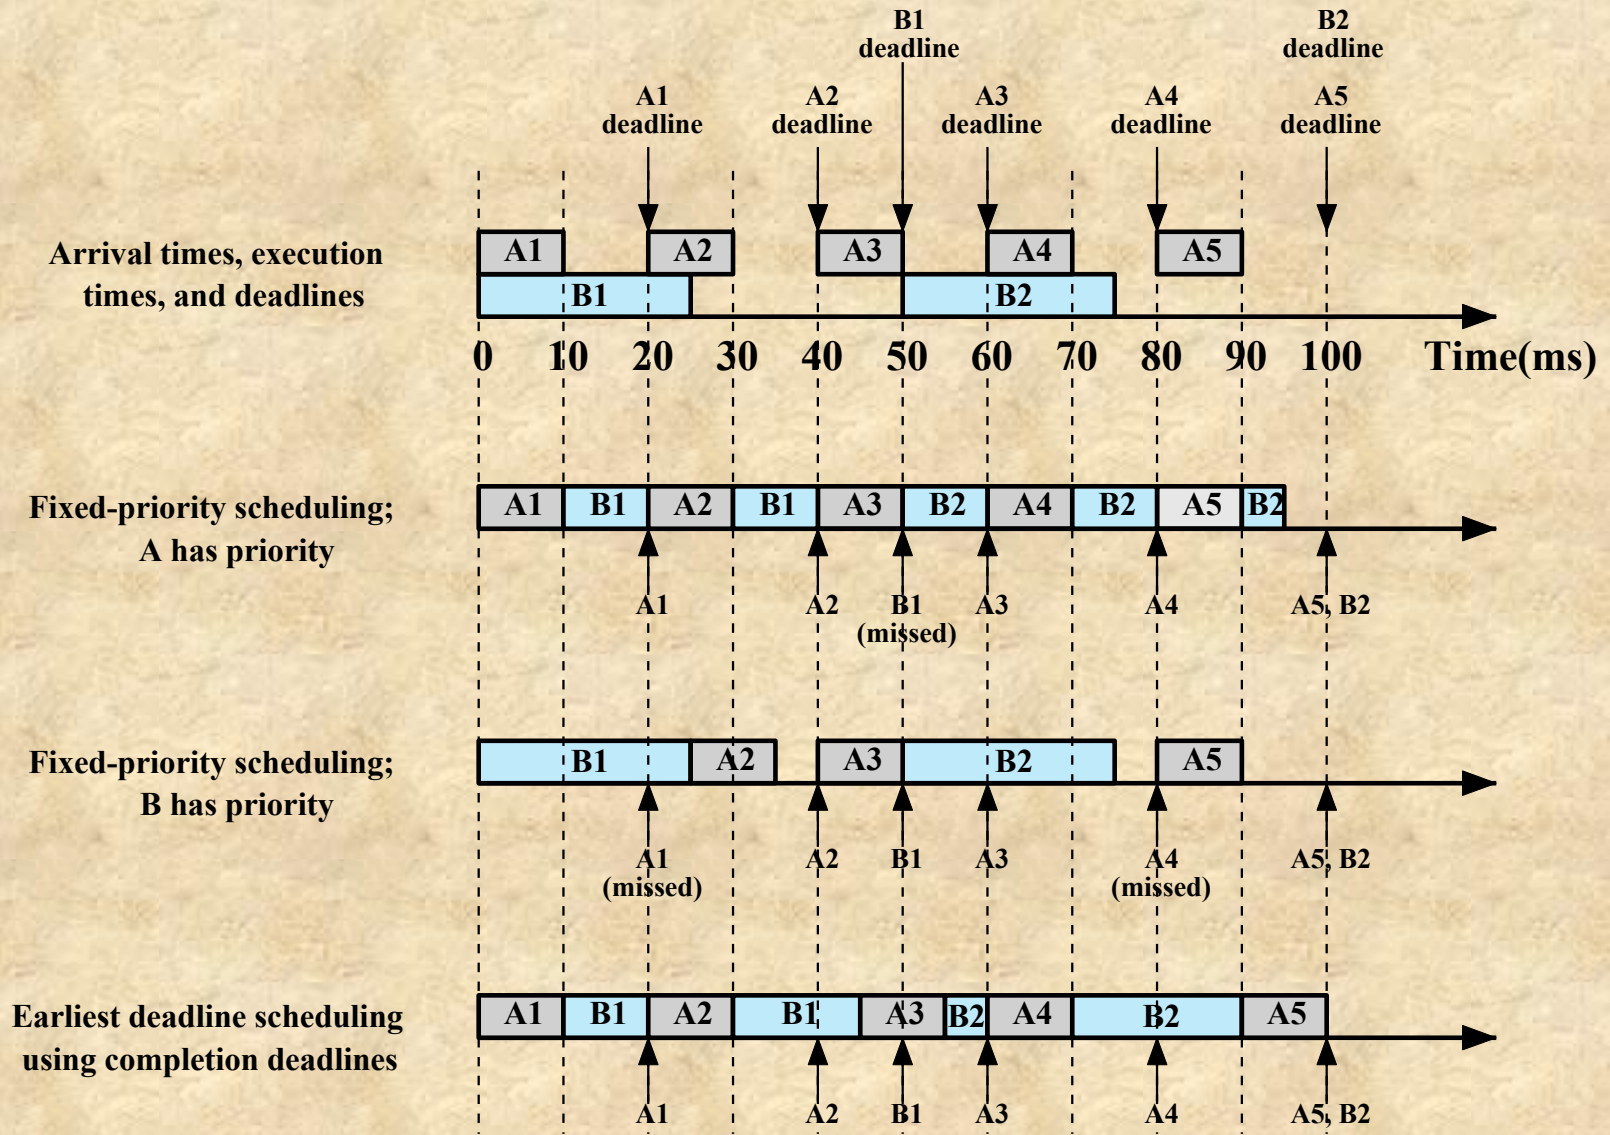 B1
deadline
B2
deadline
A1
deadline
A2
deadline
A3
deadline
A4
deadline
A5
deadline
Arrival times, execution
times, and deadlines
A1 A2 A3 A4 A5
B1 B2
0 10 20 30 40 50 60 70 80 90 100 Time(ms)
Fixed-priority scheduling;
A has priority
A1 B1 A2 B1 A3 B2 A4 B2 A5 B2
A1 A2 B1 A3 A4 A5, B2
(missed)
Fixed-priority scheduling;
B has priority
B1 A2 A3 B2 A5
A1 A2 B1 A3 A4 A5, B2
(missed) (missed)
Earliest deadline scheduling
using completion deadlines
A1 B1 A2 B1 A3 B2 A4 B2 A5
A1 A2 B1 A3 A4 A5, B2